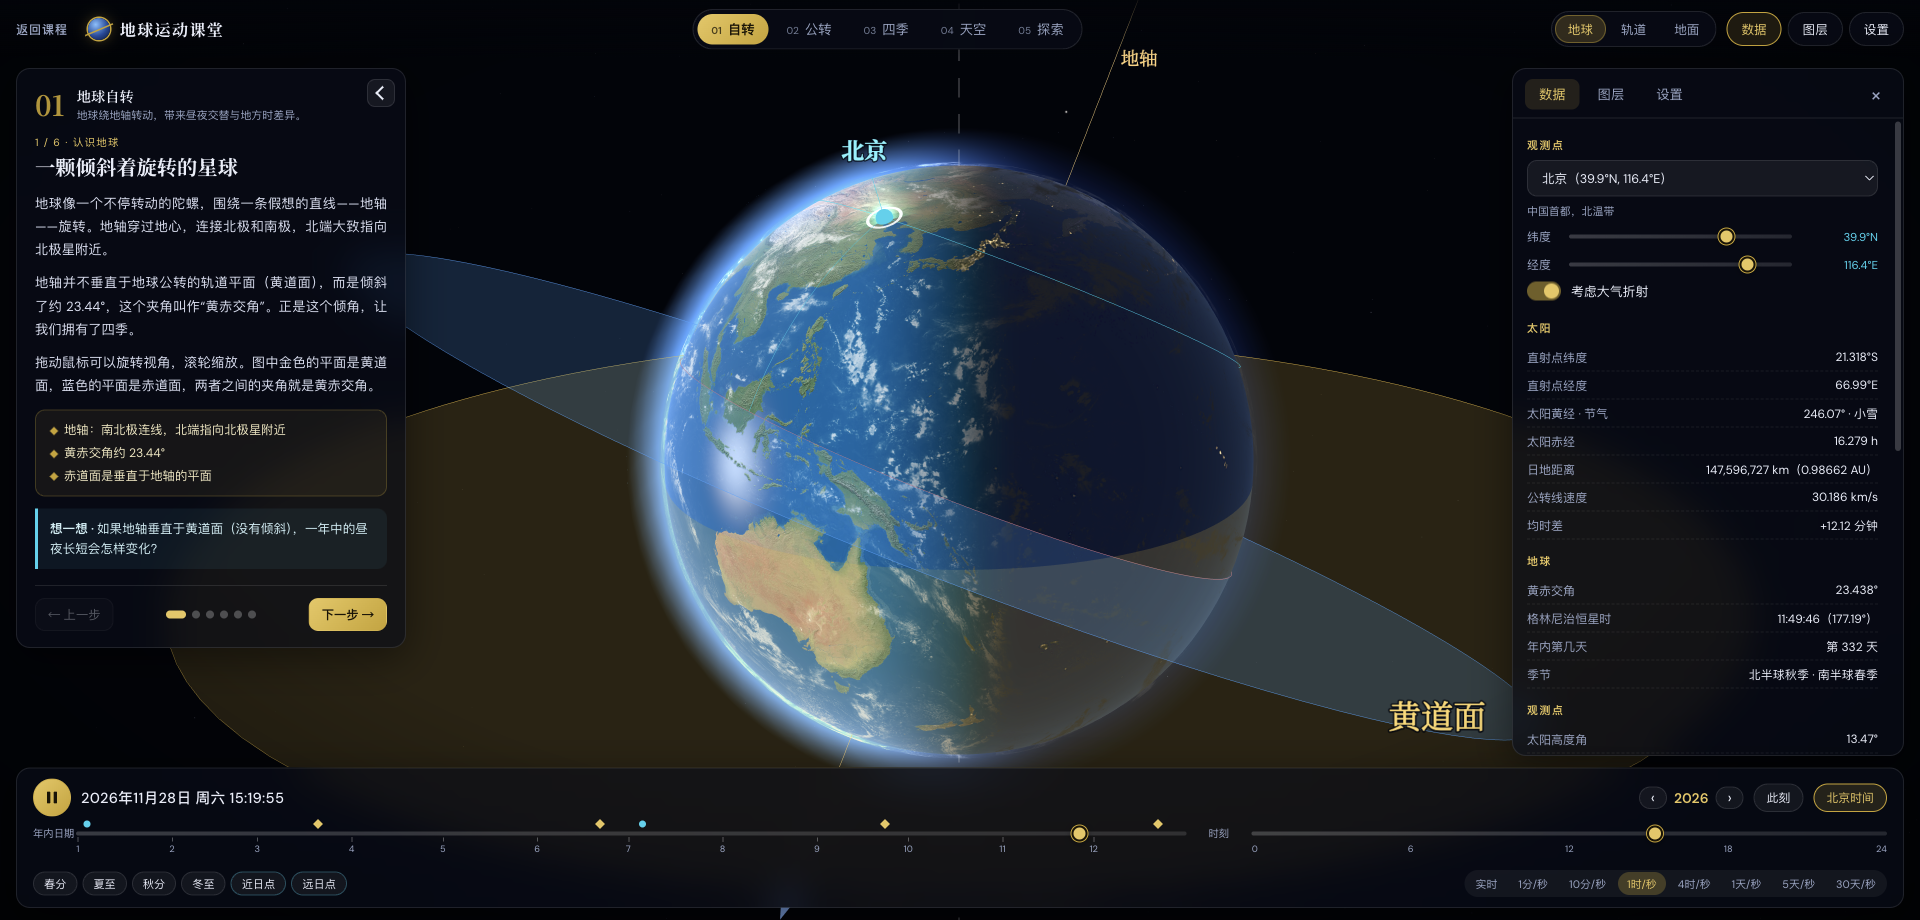 返回课程
地球运动课堂
01 自转
02 公转
03 四季
04 天空
05 探索
地球
轨道
地面
数据
图层
设置
01
地球自转
地球绕地轴转动，带来昼夜交替与地方时差异。
1 / 6 · 认识地球
一颗倾斜着旋转的星球
地球像一个不停转动的陀螺，围绕一条假想的直线——地轴
——旋转。地轴穿过地心，连接北极和南极，北端大致指向
北极星附近。
地轴并不垂直于地球公转的轨道平面（黄道面），而是倾斜
了约 23.44°，这个夹角叫作“黄赤交角”。正是这个倾角，让
我们拥有了四季。
拖动鼠标可以旋转视角，滚轮缩放。图中金色的平面是黄道
面，蓝色的平面是赤道面，两者之间的夹角就是黄赤交角。
◆ 地轴：南北极连线，北端指向北极星附近
◆ 黄赤交角约 23.44°
◆ 赤道面是垂直于地轴的平面
想一想 · 如果地轴垂直于黄道面（没有倾斜），一年中的昼
夜长短会怎样变化？
← 上一步
下一步 →
地轴
北京
黄道面
数据
图层
设置
×
观测点
北京（39.9°N, 116.4°E）
中国首都，北温带
纬度 39.9°N
经度 116.4°E
考虑大气折射
太阳
直射点纬度 21.318°S
直射点经度 66.99°E
太阳黄经 · 节气 246.07° · 小雪
太阳赤经 16.279 h
日地距离 147,596,727 km（0.98662 AU）
公转线速度 30.186 km/s
均时差 +12.12 分钟
地球
黄赤交角 23.438°
格林尼治恒星时 11:49:46（177.19°）
年内第几天 第 332 天
季节 北半球秋季 · 南半球春季
观测点
太阳高度角 13.47°
2026年11月28日 周六 15:19:55
‹ 2026 ›
此刻
北京时间
年内日期
1 2 3 4 5 6 7 8 9 10 11 12
时刻
0 6 12 18 24
春分
夏至
秋分
冬至
近日点
远日点
实时
1分/秒
10分/秒
1时/秒
4时/秒
1天/秒
5天/秒
30天/秒